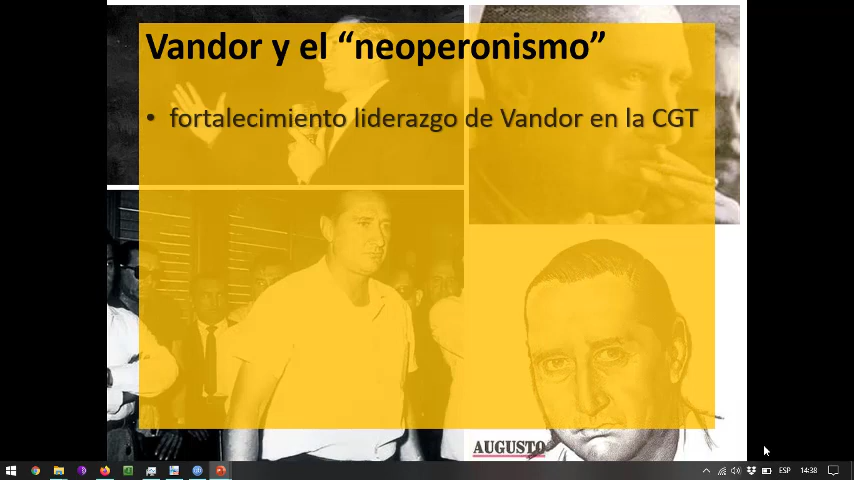 Vandor y el “neoperonismo”
• fortalecimiento liderazgo de Vandor en la CGT
AUGUSTO
ESP
14:38